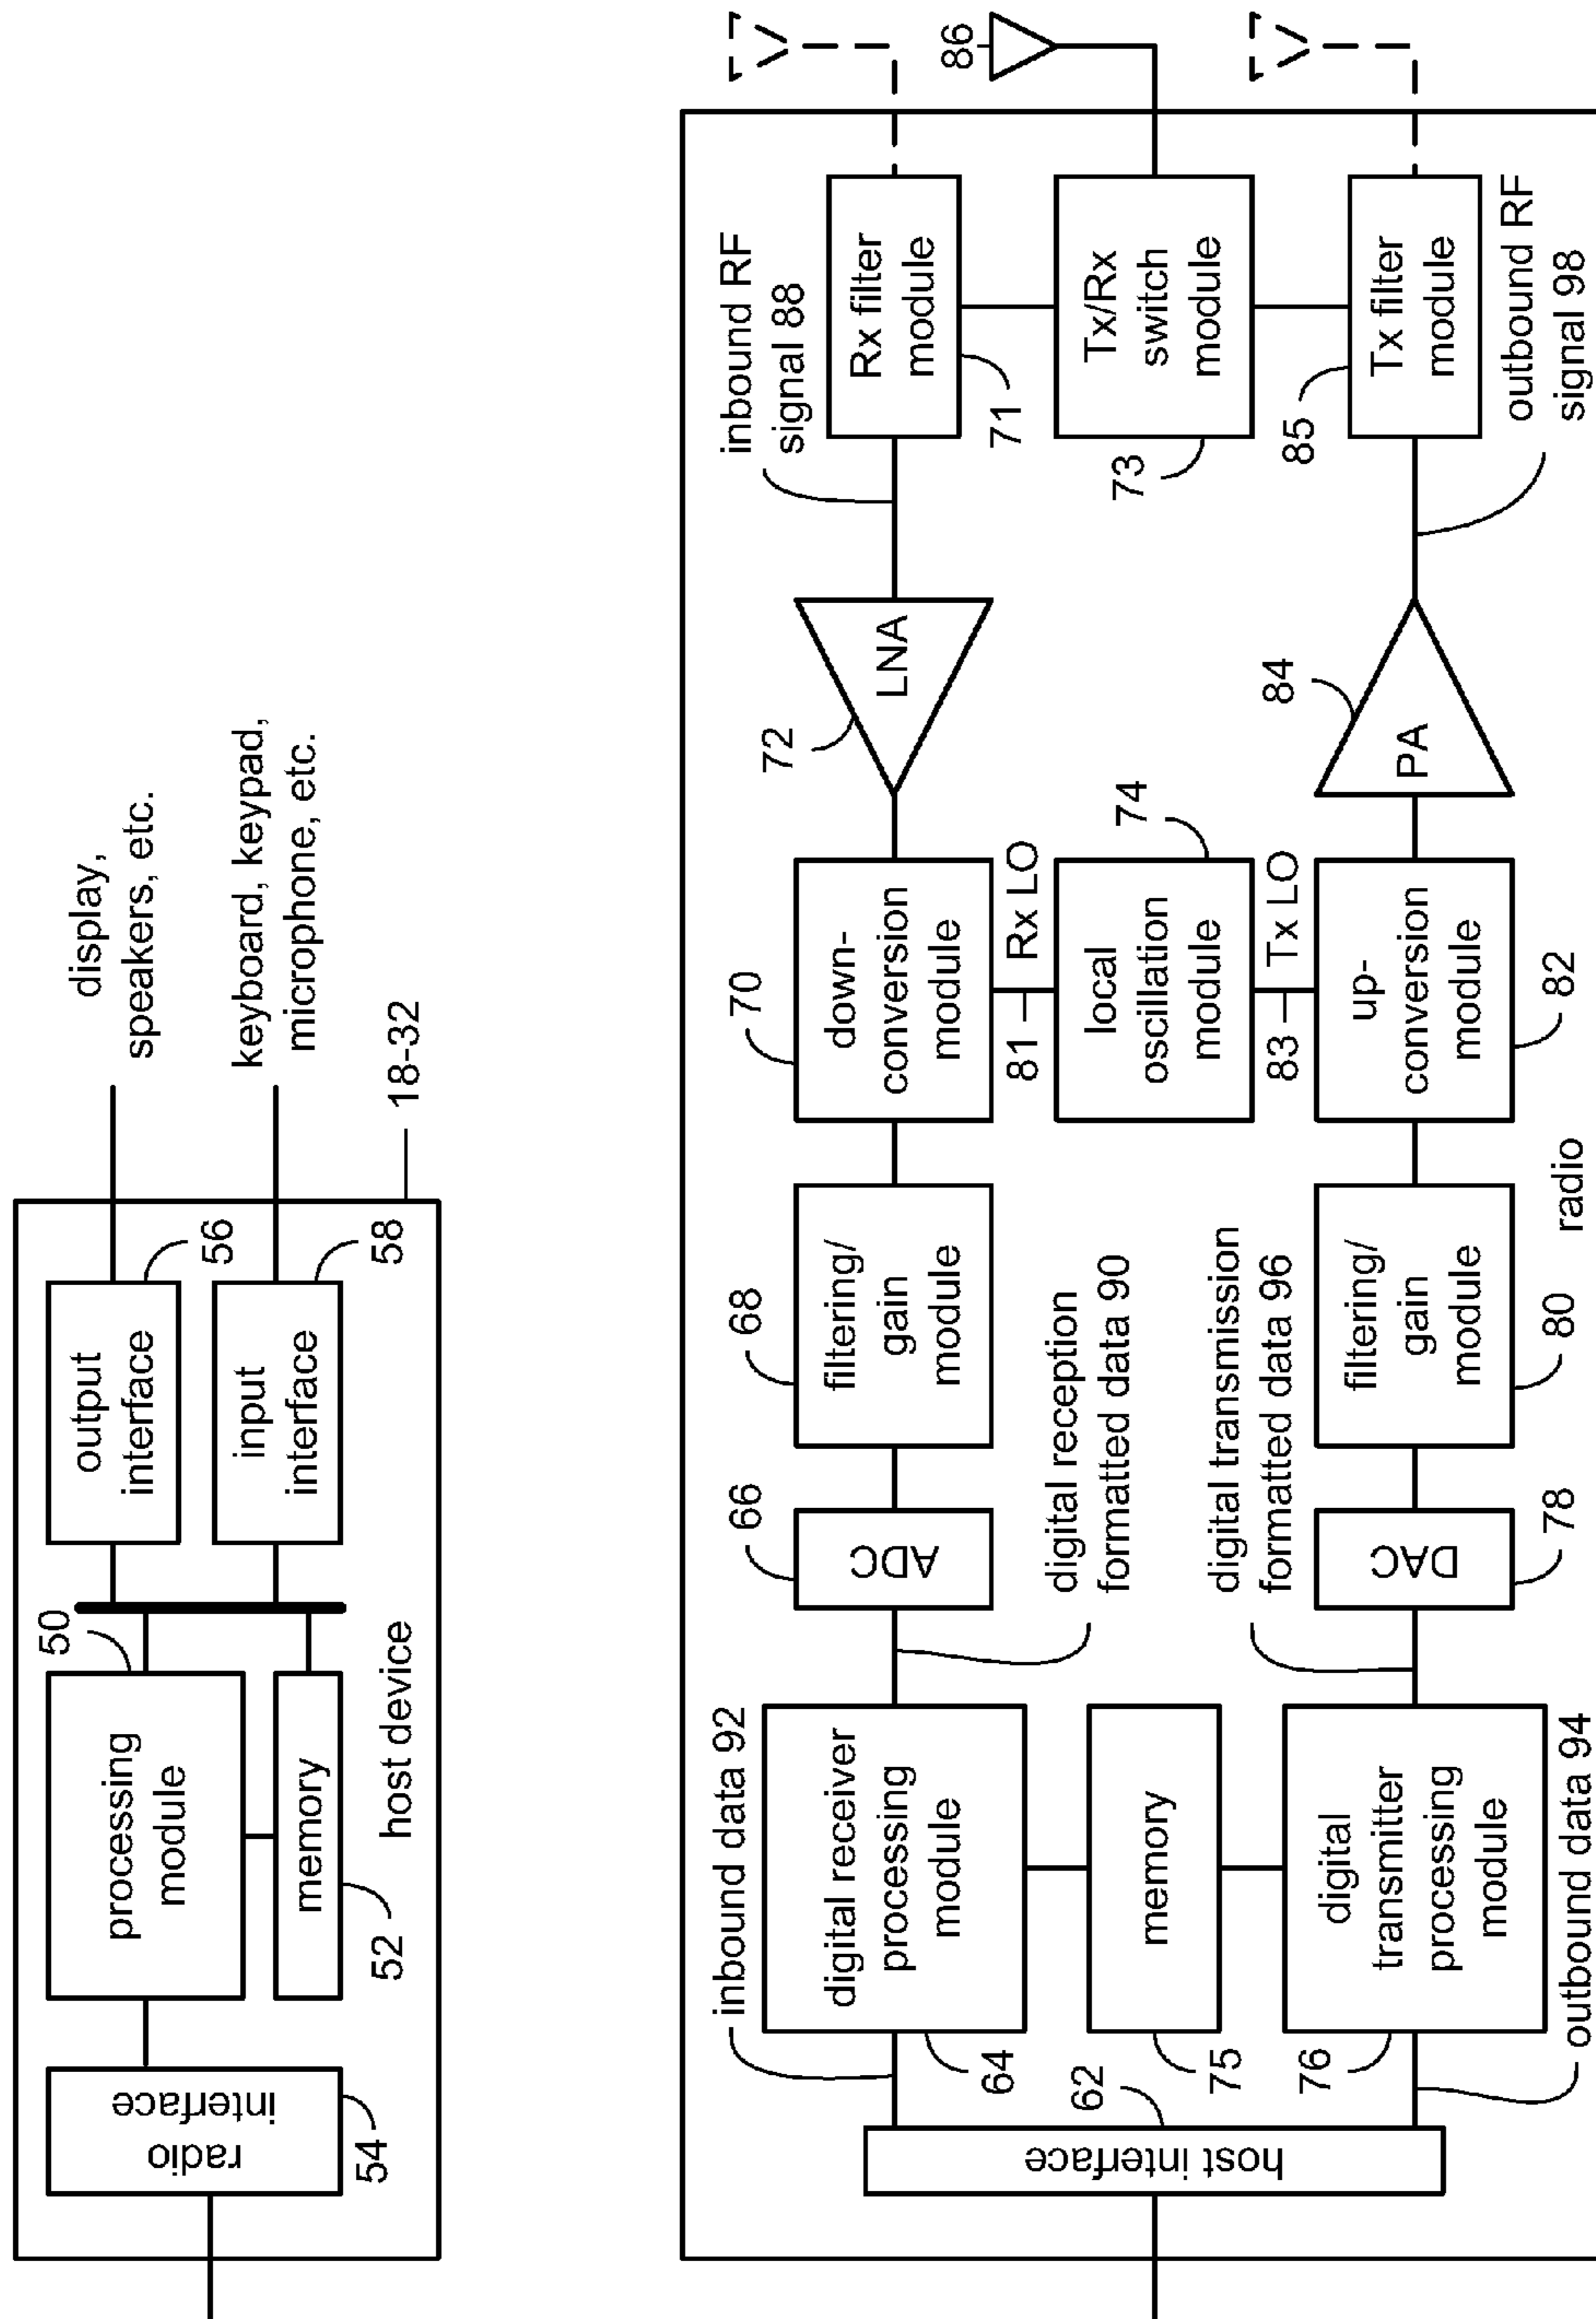 display,
speakers, etc.
keyboard, keypad,
microphone, etc.
18-32
output
interface
56
input
interface
58
50
processing
module
memory
52
host device
radio
interface
54
86
inbound RF
signal 88
Rx filter
module
71
Tx/Rx
switch
module
73
Tx filter
module
85
outbound RF
signal 98
LNA
72
PA
84
down-
conversion
module
70
81
Rx LO
local
oscillation
module
74
83
Tx LO
up-
conversion
module
82
radio
filtering/
gain
module
68
filtering/
gain
module
80
ADC
66
digital reception
formatted data 90
digital transmission
formatted data 96
DAC
78
inbound data 92
digital receiver
processing
module
64
memory
75
digital
transmitter
processing
module
76
outbound data 94
host interface
62